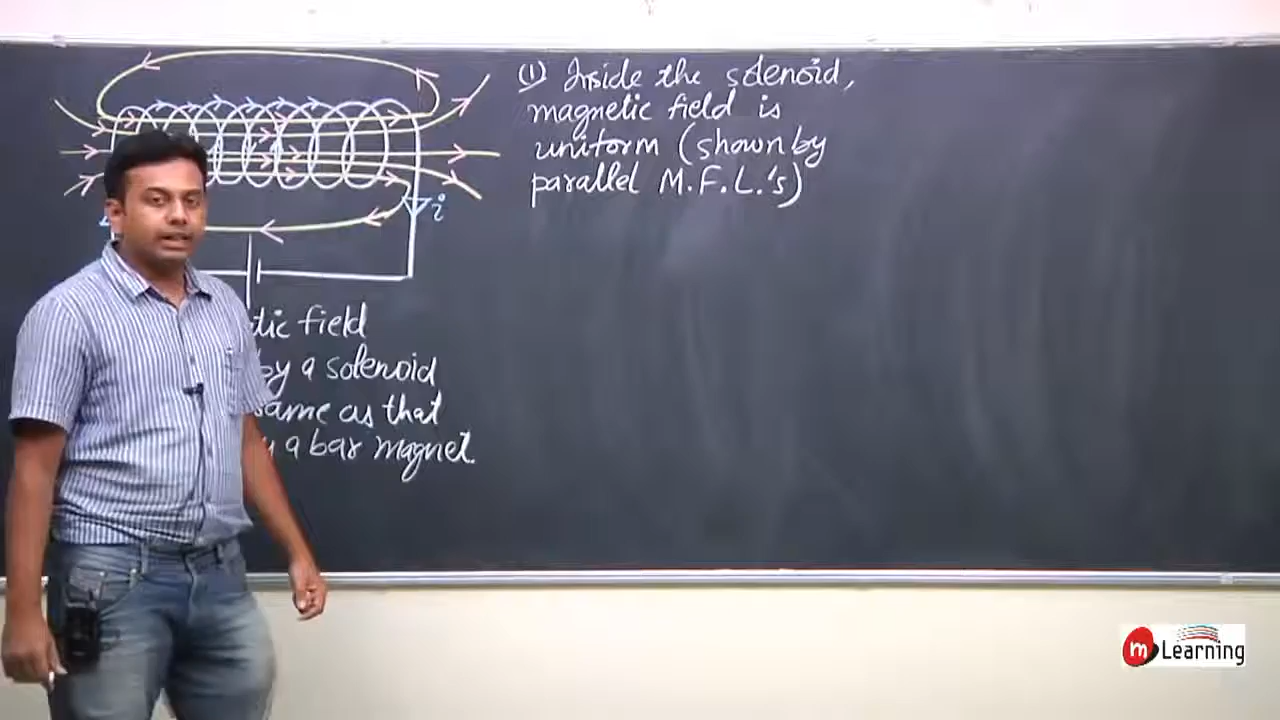 (1) Inside the solenoid,
magnetic field is
uniform (shown by
parallel M.F.L.'s)
i
tic field
by a solenoid
same as that
a bar magnet.
m Learning